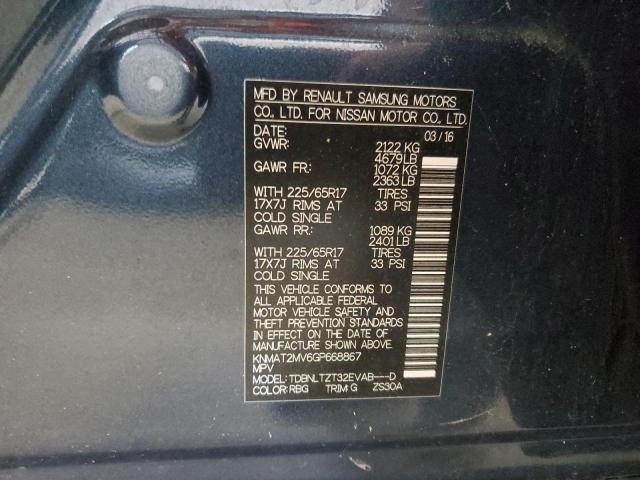 MFD BY RENAULT SAMSUNG MOTORS
CO., LTD. FOR NISSAN MOTOR CO., LTD.
DATE: 03/16
GVWR: 2122 KG
4679 LB
GAWR FR: 1072 KG
2363 LB
WITH 225/65R17 TIRES
17X7J RIMS AT 33 PSI
COLD SINGLE
GAWR RR: 1089 KG
2401 LB
WITH 225/65R17 TIRES
17X7J RIMS AT 33 PSI
COLD SINGLE
THIS VEHICLE CONFORMS TO
ALL APPLICABLE FEDERAL
MOTOR VEHICLE SAFETY AND
THEFT PREVENTION STANDARDS
IN EFFECT ON THE DATE OF
MANUFACTURE SHOWN ABOVE
KNMAT2MV6GP668867
MPV
MODEL: TDBNLTZT32EVAB---D
COLOR: RBG TRIM: G ZS30A